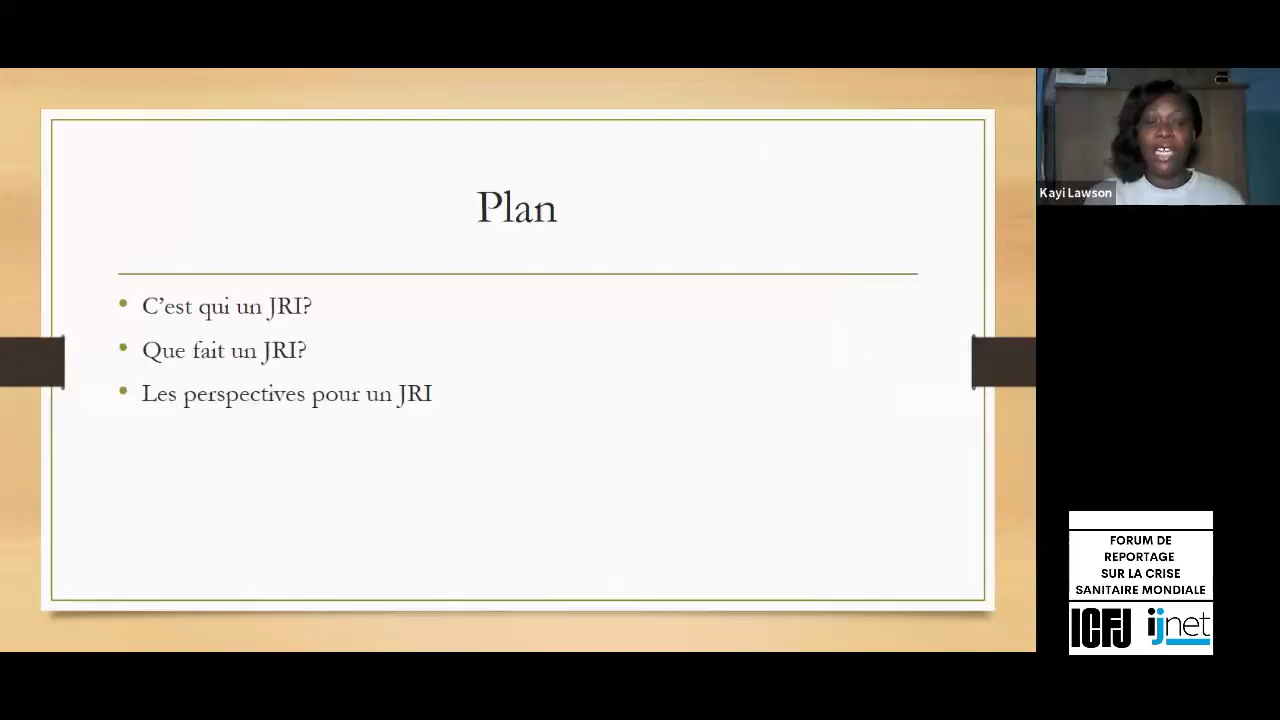 Plan
C’est qui un JRI?
Que fait un JRI?
Les perspectives pour un JRI
Kayi Lawson
FORUM DE
REPORTAGE
SUR LA CRISE
SANITAIRE MONDIALE
ICFJ ijnet